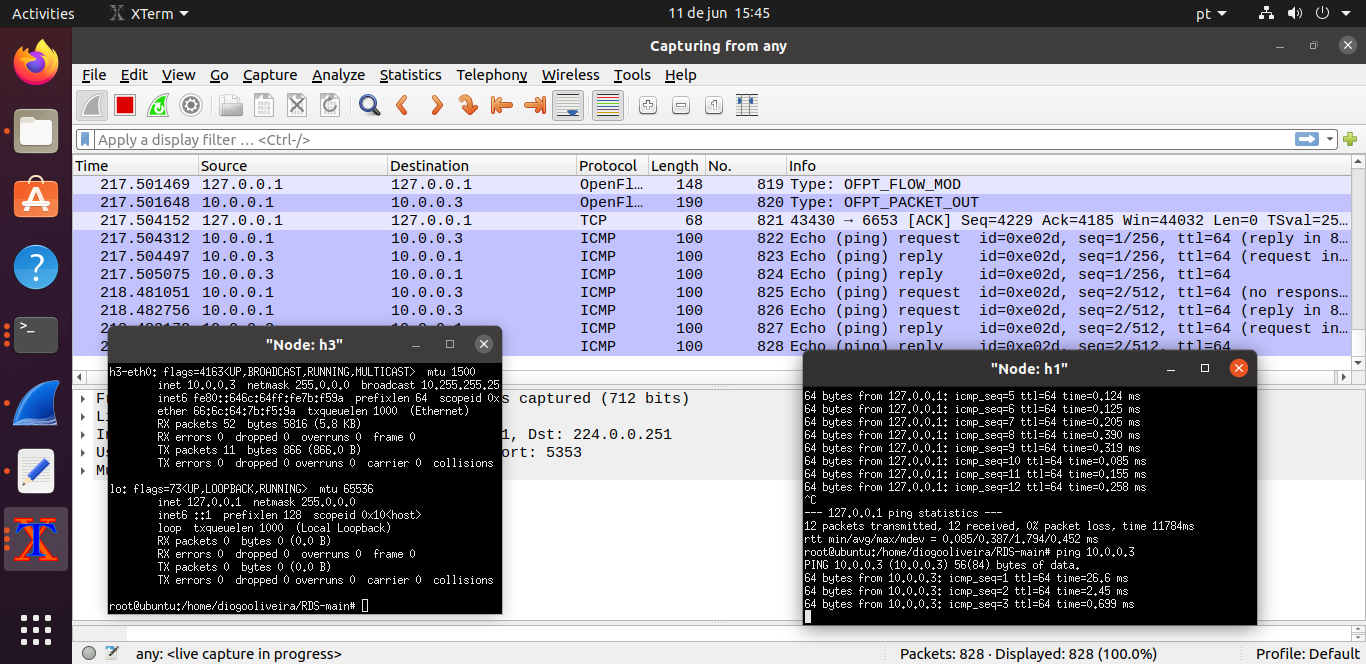 Activities XTerm 11 de jun 15:45 pt
Capturing from any
File Edit View Go Capture Analyze Statistics Telephony Wireless Tools Help
Apply a display filter … <Ctrl-/>
Time Source Destination Protocol Length No. Info
217.501469 127.0.0.1 127.0.0.1 OpenFl… 148 819 Type: OFPT_FLOW_MOD
217.501648 10.0.0.1 10.0.0.3 OpenFl… 190 820 Type: OFPT_PACKET_OUT
217.504152 127.0.0.1 127.0.0.1 TCP 68 821 43430 → 6653 [ACK] Seq=4229 Ack=4185 Win=44032 Len=0 TSval=25…
217.504312 10.0.0.1 10.0.0.3 ICMP 100 822 Echo (ping) request id=0xe02d, seq=1/256, ttl=64 (reply in 8…
217.504497 10.0.0.3 10.0.0.1 ICMP 100 823 Echo (ping) reply id=0xe02d, seq=1/256, ttl=64 (request in…
217.505075 10.0.0.3 10.0.0.1 ICMP 100 824 Echo (ping) reply id=0xe02d, seq=1/256, ttl=64
218.481051 10.0.0.1 10.0.0.3 ICMP 100 825 Echo (ping) request id=0xe02d, seq=2/512, ttl=64 (no respons…
218.482756 10.0.0.1 10.0.0.3 ICMP 100 826 Echo (ping) request id=0xe02d, seq=2/512, ttl=64 (reply in 8…
ICMP 100 827 Echo (ping) reply id=0xe02d, seq=2/512, ttl=64 (request in…
ICMP 100 828 Echo (ping) reply id=0xe02d, seq=2/512, ttl=64
s captured (712 bits)
1, Dst: 224.0.0.251
ort: 5353
"Node: h3"
h3-eth0: flags=4163<UP,BROADCAST,RUNNING,MULTICAST> mtu 1500
inet 10.0.0.3 netmask 255.0.0.0 broadcast 10.255.255.25
inet6 fe80::646c:64ff:fe7b:f59a prefixlen 64 scopeid 0x
ether 66:6c:64:7b:f5:9a txqueuelen 1000 (Ethernet)
RX packets 52 bytes 5816 (5.8 KB)
RX errors 0 dropped 0 overruns 0 frame 0
TX packets 11 bytes 866 (866.0 B)
TX errors 0 dropped 0 overruns 0 carrier 0 collisions
lo: flags=73<UP,LOOPBACK,RUNNING> mtu 65536
inet 127.0.0.1 netmask 255.0.0.0
inet6 ::1 prefixlen 128 scopeid 0x10<host>
loop txqueuelen 1000 (Local Loopback)
RX packets 0 bytes 0 (0.0 B)
RX errors 0 dropped 0 overruns 0 frame 0
TX packets 0 bytes 0 (0.0 B)
TX errors 0 dropped 0 overruns 0 carrier 0 collisions
root@ubuntu:/home/diogooliveira/RDS-main#
"Node: h1"
64 bytes from 127.0.0.1: icmp_seq=5 ttl=64 time=0.124 ms
64 bytes from 127.0.0.1: icmp_seq=6 ttl=64 time=0.125 ms
64 bytes from 127.0.0.1: icmp_seq=7 ttl=64 time=0.205 ms
64 bytes from 127.0.0.1: icmp_seq=8 ttl=64 time=0.390 ms
64 bytes from 127.0.0.1: icmp_seq=9 ttl=64 time=0.319 ms
64 bytes from 127.0.0.1: icmp_seq=10 ttl=64 time=0.085 ms
64 bytes from 127.0.0.1: icmp_seq=11 ttl=64 time=0.155 ms
64 bytes from 127.0.0.1: icmp_seq=12 ttl=64 time=0.258 ms
^C
--- 127.0.0.1 ping statistics ---
12 packets transmitted, 12 received, 0% packet loss, time 11784ms
rtt min/avg/max/mdev = 0.085/0.387/1.794/0.452 ms
root@ubuntu:/home/diogooliveira/RDS-main# ping 10.0.0.3
PING 10.0.0.3 (10.0.0.3) 56(84) bytes of data.
64 bytes from 10.0.0.3: icmp_seq=1 ttl=64 time=26.6 ms
64 bytes from 10.0.0.3: icmp_seq=2 ttl=64 time=2.45 ms
64 bytes from 10.0.0.3: icmp_seq=3 ttl=64 time=0.699 ms
any: <live capture in progress> Packets: 828 · Displayed: 828 (100.0%) Profile: Default